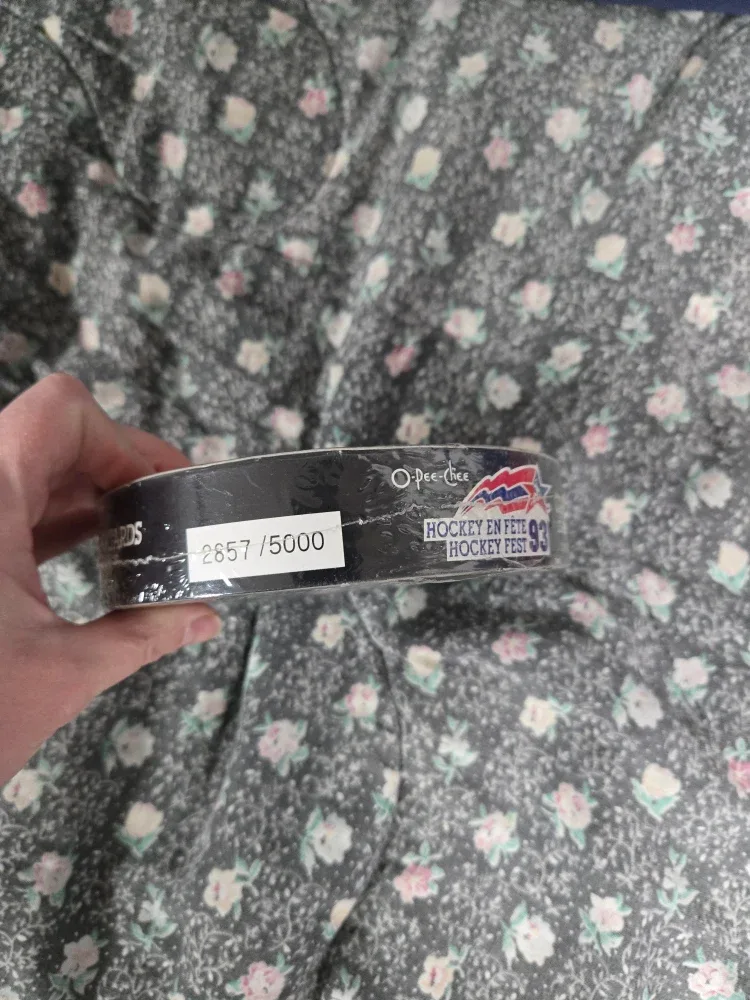 O-Pee-Chee
ARDS
2857 /5000
HOCKEY EN FÊTE
HOCKEY FEST 93